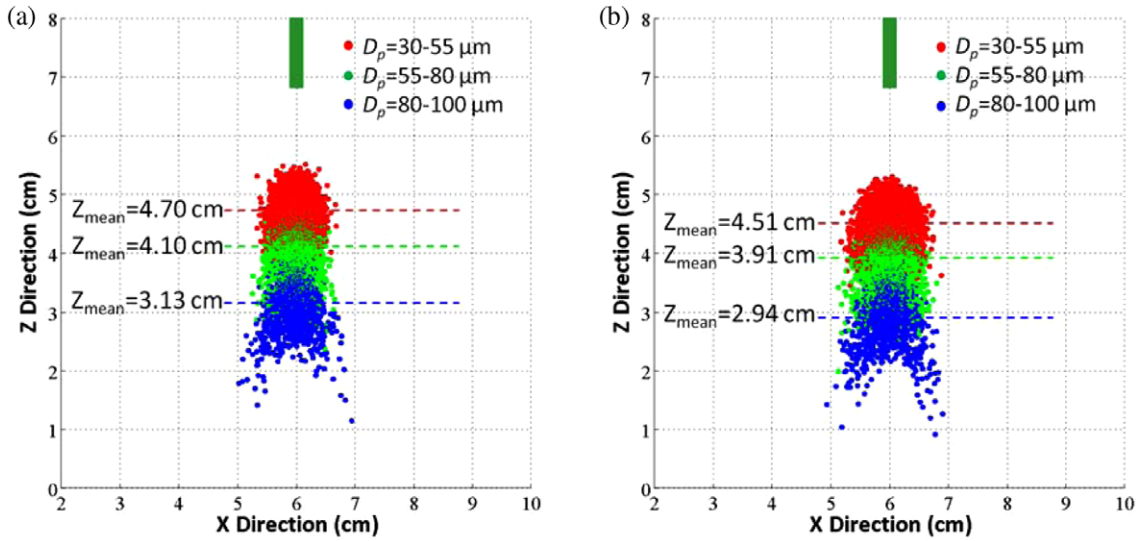 (a)
8
7
6
5
4
3
2
1
0
Z Direction (cm)
Dp=30-55 μm
Dp=55-80 μm
Dp=80-100 μm
Zmean=4.70 cm
Zmean=4.10 cm
Zmean=3.13 cm
2 3 4 5 6 7 8 9 10
X Direction (cm)
(b)
8
7
6
5
4
3
2
1
0
Z Direction (cm)
Dp=30-55 μm
Dp=55-80 μm
Dp=80-100 μm
Zmean=4.51 cm
Zmean=3.91 cm
Zmean=2.94 cm
2 3 4 5 6 7 8 9 10
X Direction (cm)